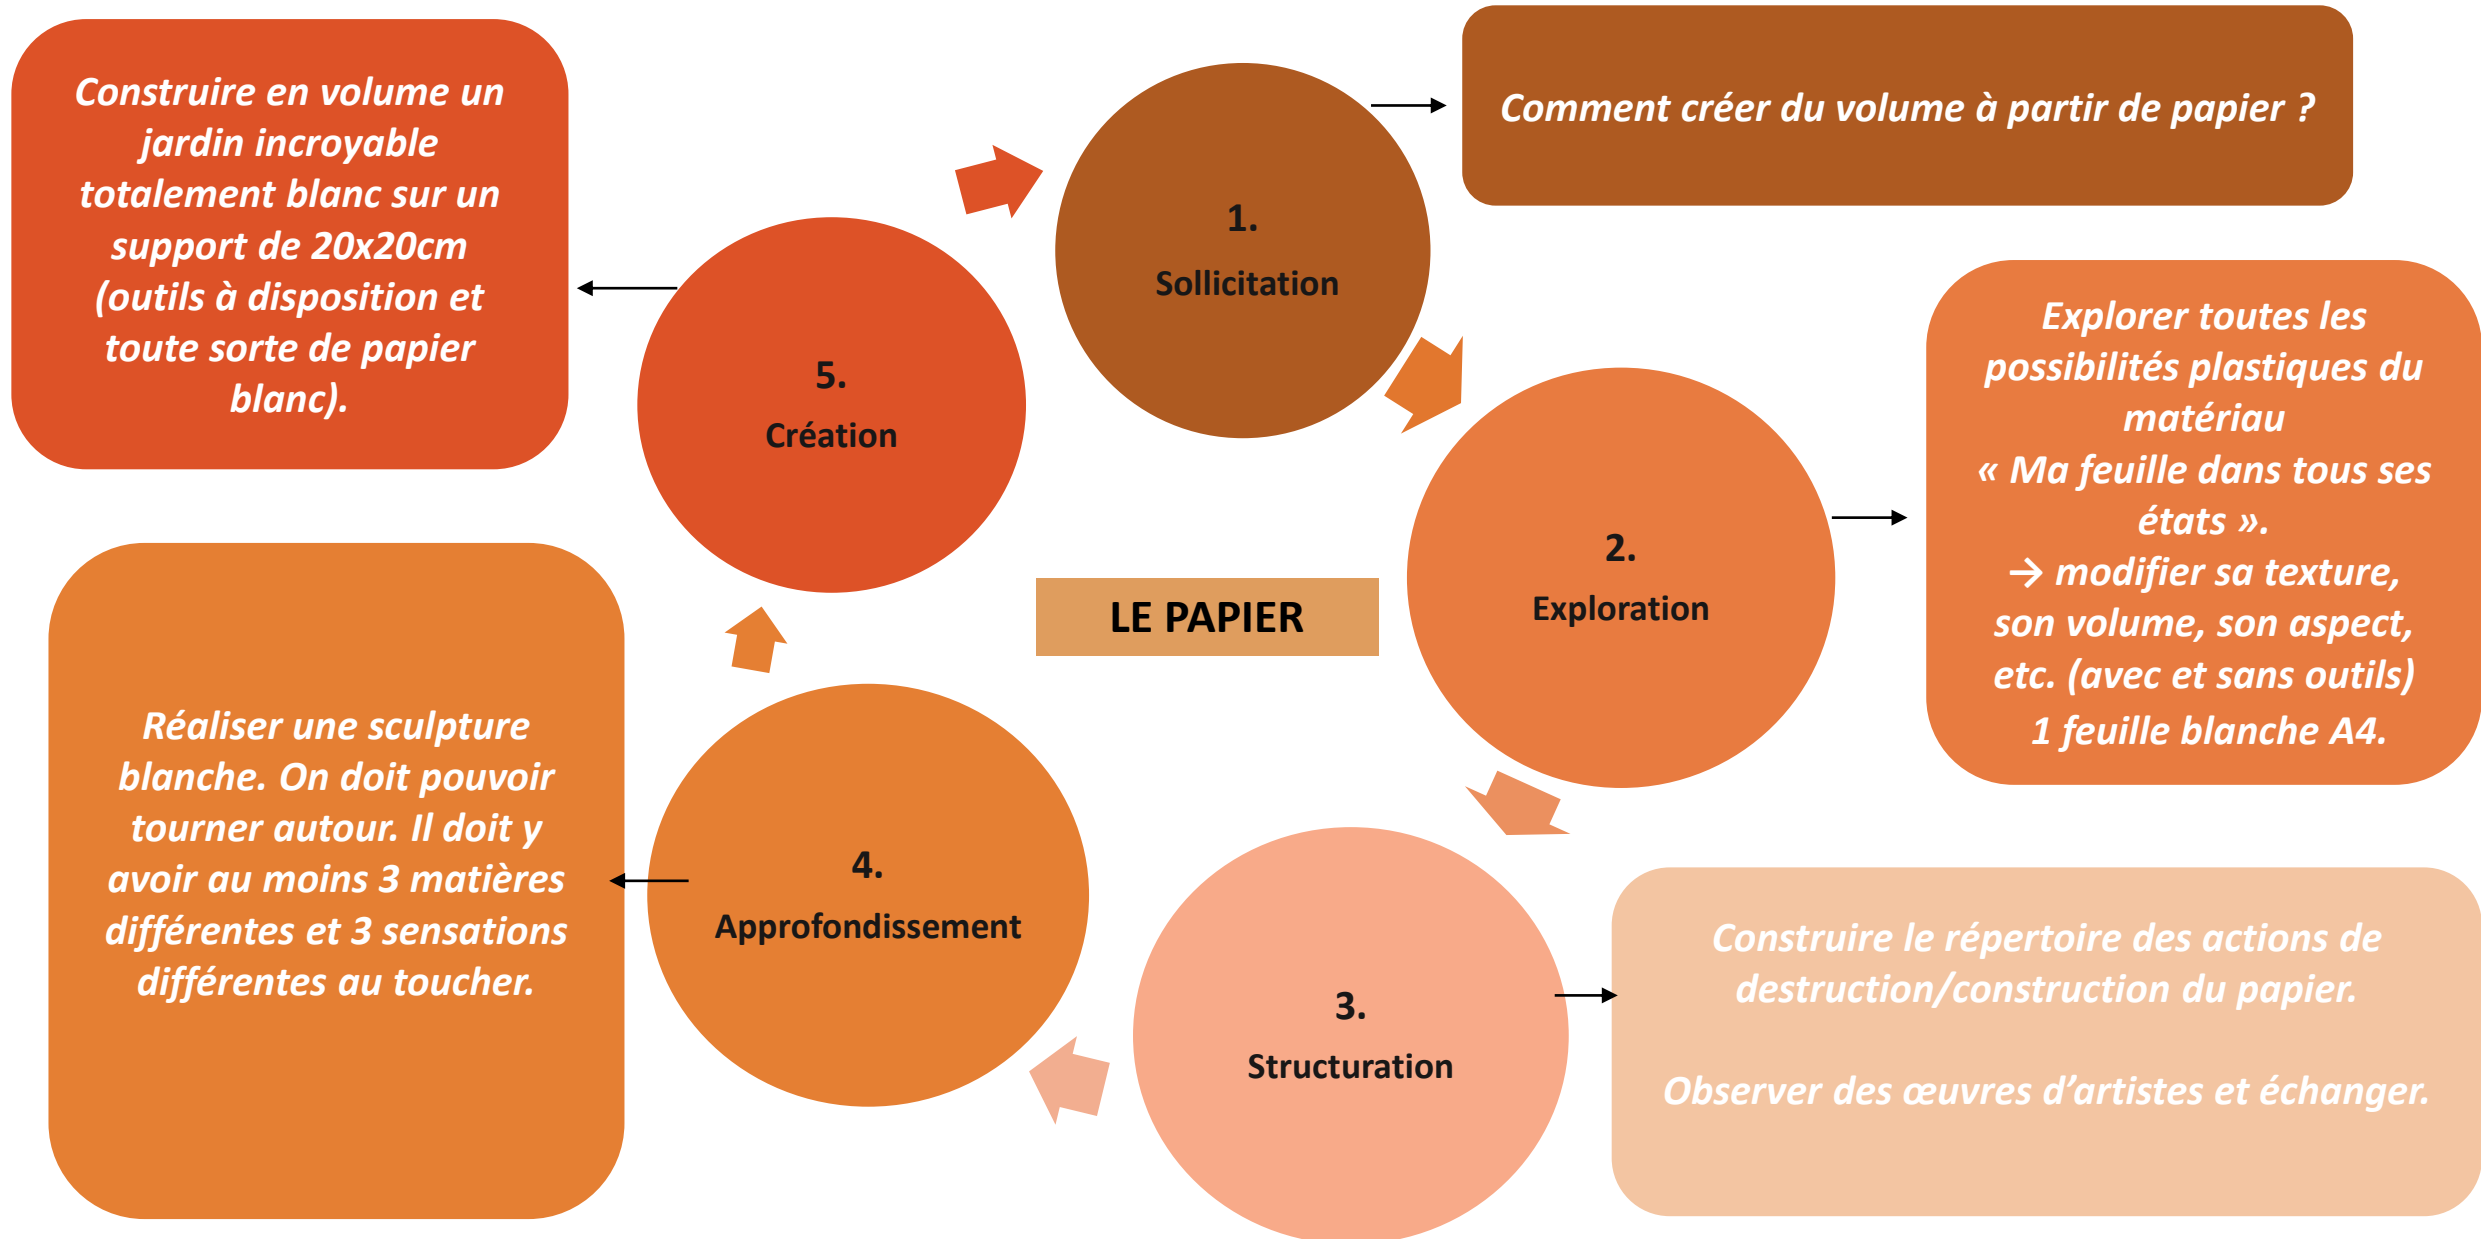 LE PAPIER
1.
Sollicitation
Comment créer du volume à partir de papier ?
2.
Exploration
Explorer toutes les
possibilités plastiques du
matériau
« Ma feuille dans tous ses
états ».
→ modifier sa texture,
son volume, son aspect,
etc. (avec et sans outils)
1 feuille blanche A4.
3.
Structuration
Construire le répertoire des actions de
destruction/construction du papier.
Observer des œuvres d’artistes et échanger.
4.
Approfondissement
Réaliser une sculpture
blanche. On doit pouvoir
tourner autour. Il doit y
avoir au moins 3 matières
différentes et 3 sensations
différentes au toucher.
5.
Création
Construire en volume un
jardin incroyable
totalement blanc sur un
support de 20x20cm
(outils à disposition et
toute sorte de papier
blanc).